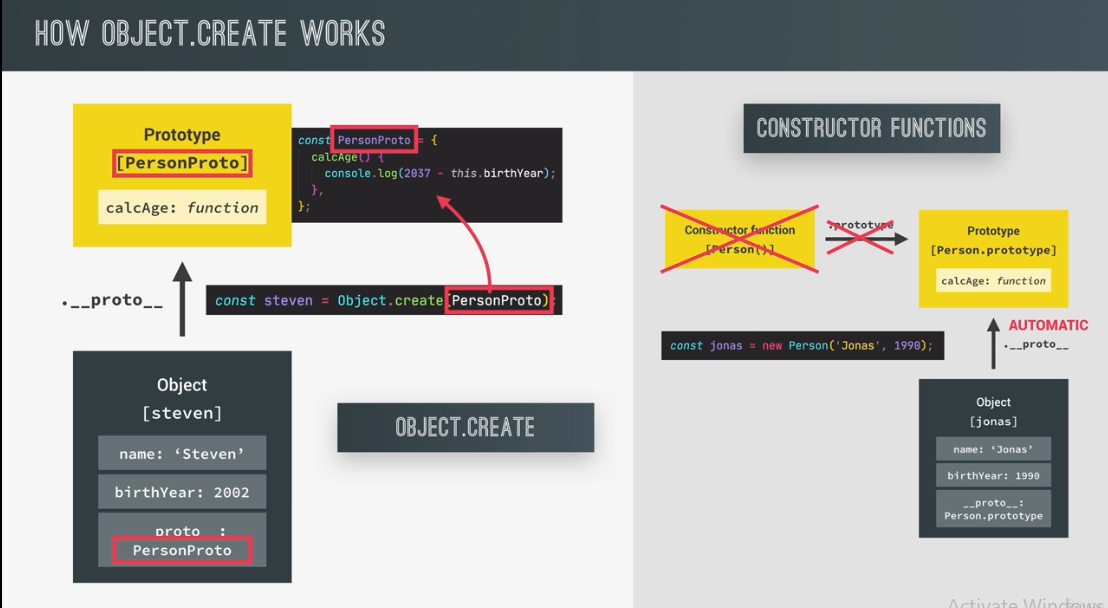 HOW OBJECT.CREATE WORKS
Prototype
[PersonProto]
calcAge: function
const PersonProto = {
calcAge() {
console.log(2037 - this.birthYear);
},
};
.__proto__
const steven = Object.create(PersonProto);
Object
[steven]
name: ‘Steven’
birthYear: 2002
__proto__:
PersonProto
OBJECT.CREATE
CONSTRUCTOR FUNCTIONS
Constructor function
[Person()]
.prototype
Prototype
[Person.prototype]
calcAge: function
const jonas = new Person('Jonas', 1990);
AUTOMATIC
.__proto__
Object
[jonas]
name: ‘Jonas’
birthYear: 1990
__proto__:
Person.prototype
Activate Windows